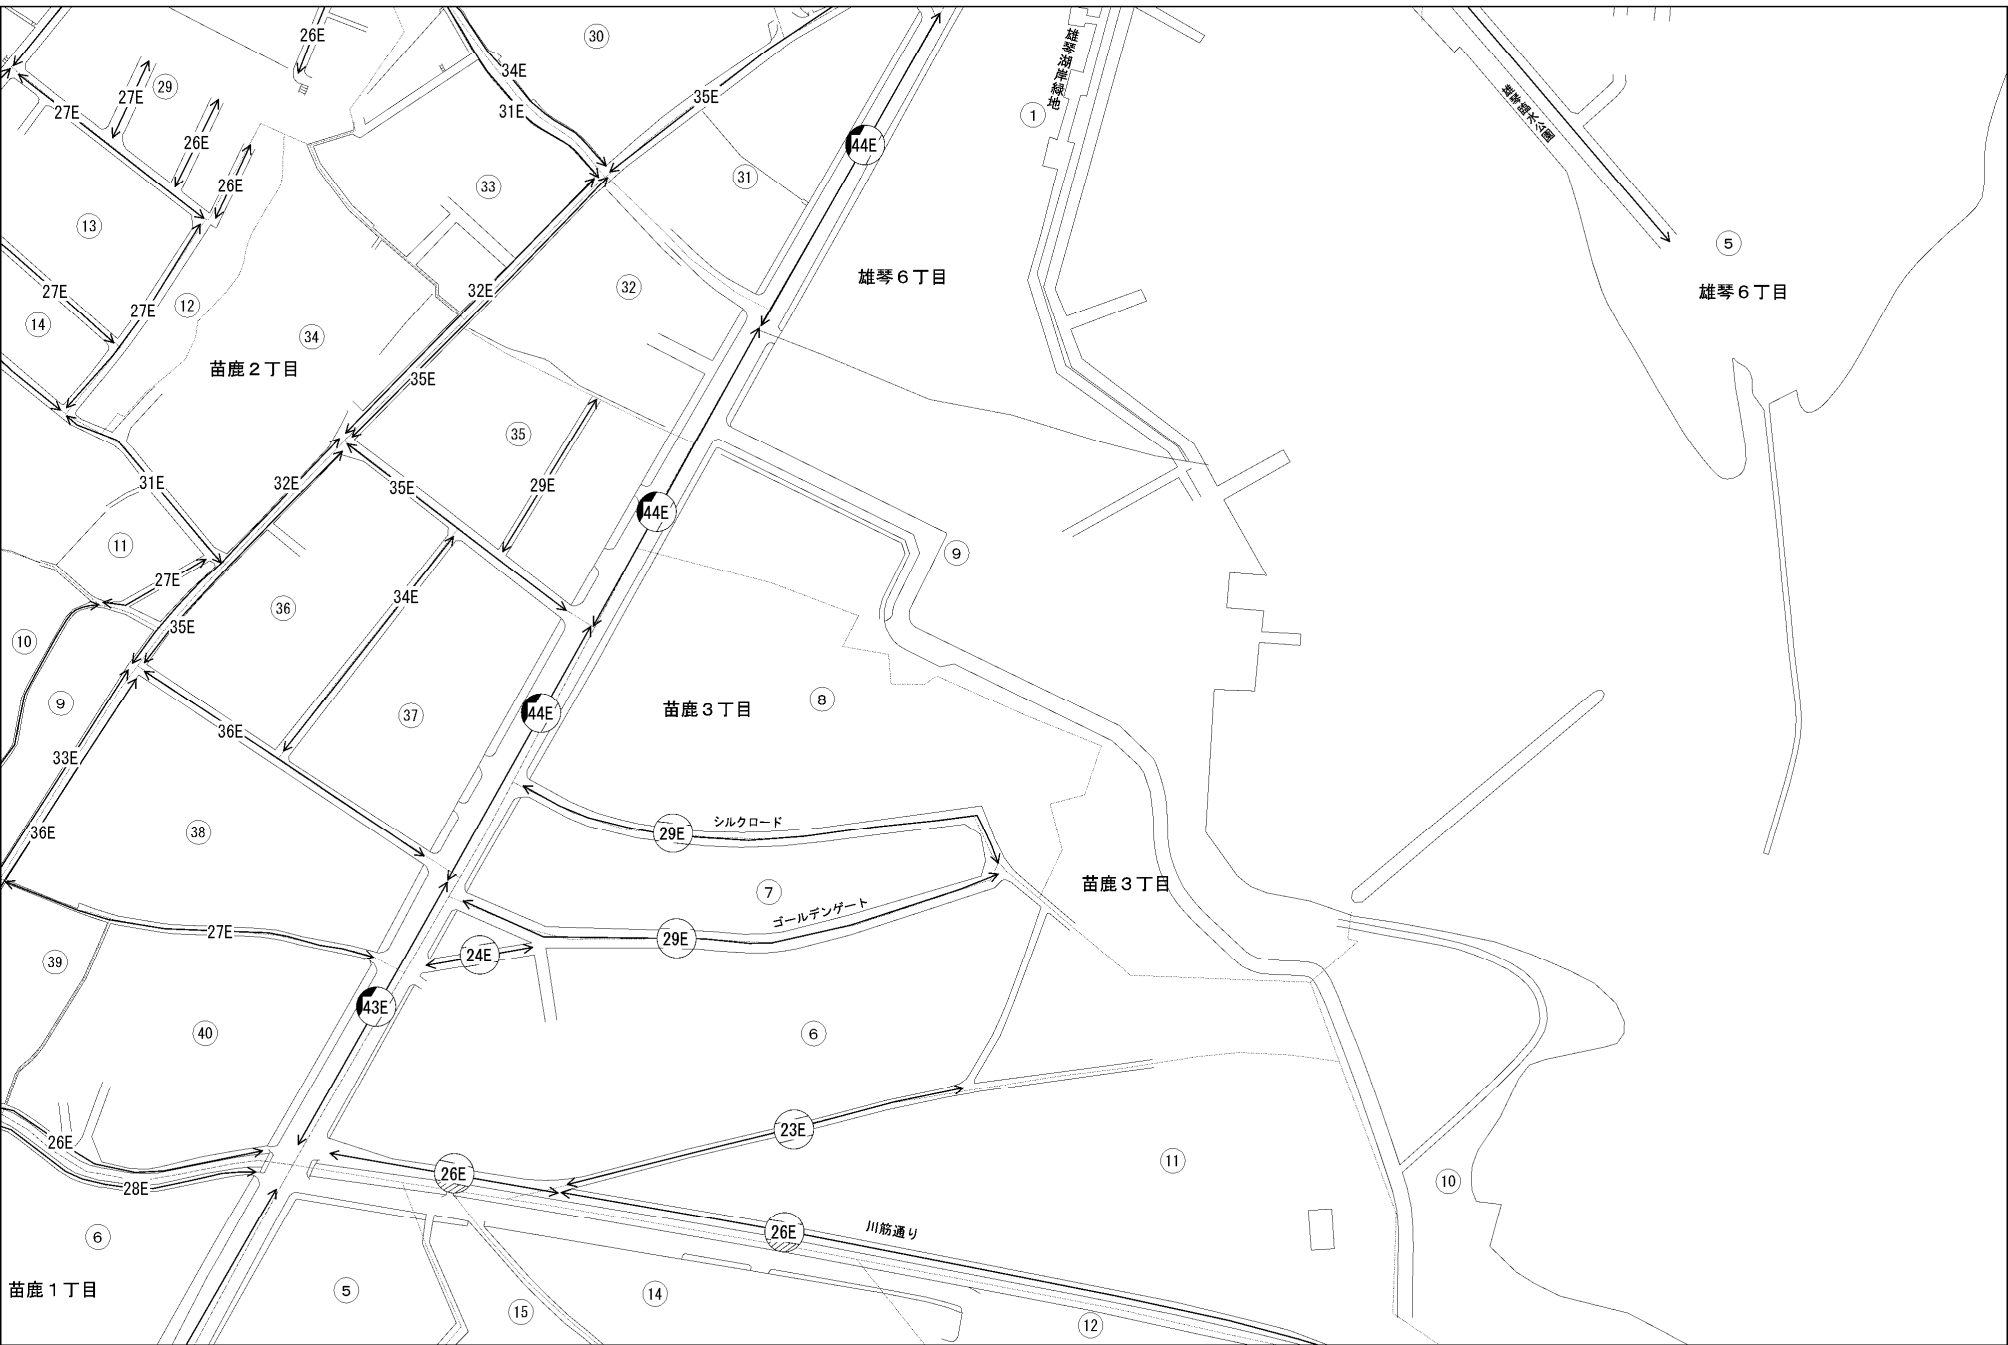 26E
30
34E
雄琴湖岸緑地
29
27E
35E
27E
31E
1
雄琴臨水公園
26E
44E
31
26E
33
13
5
雄琴6丁目
27E
32E
32
雄琴6丁目
12
27E
14
34
苗鹿2丁目
35E
35
31E
32E
35E
29E
44E
11
9
27E
34E
36
35E
10
9
37
44E
苗鹿3丁目
8
36E
33E
シルクロード
36E
38
29E
苗鹿3丁目
7
ゴールデンゲート
27E
29E
24E
39
43E
40
6
23E
26E
26E
11
28E
10
川筋通り
26E
6
苗鹿1丁目
5
14
15
12